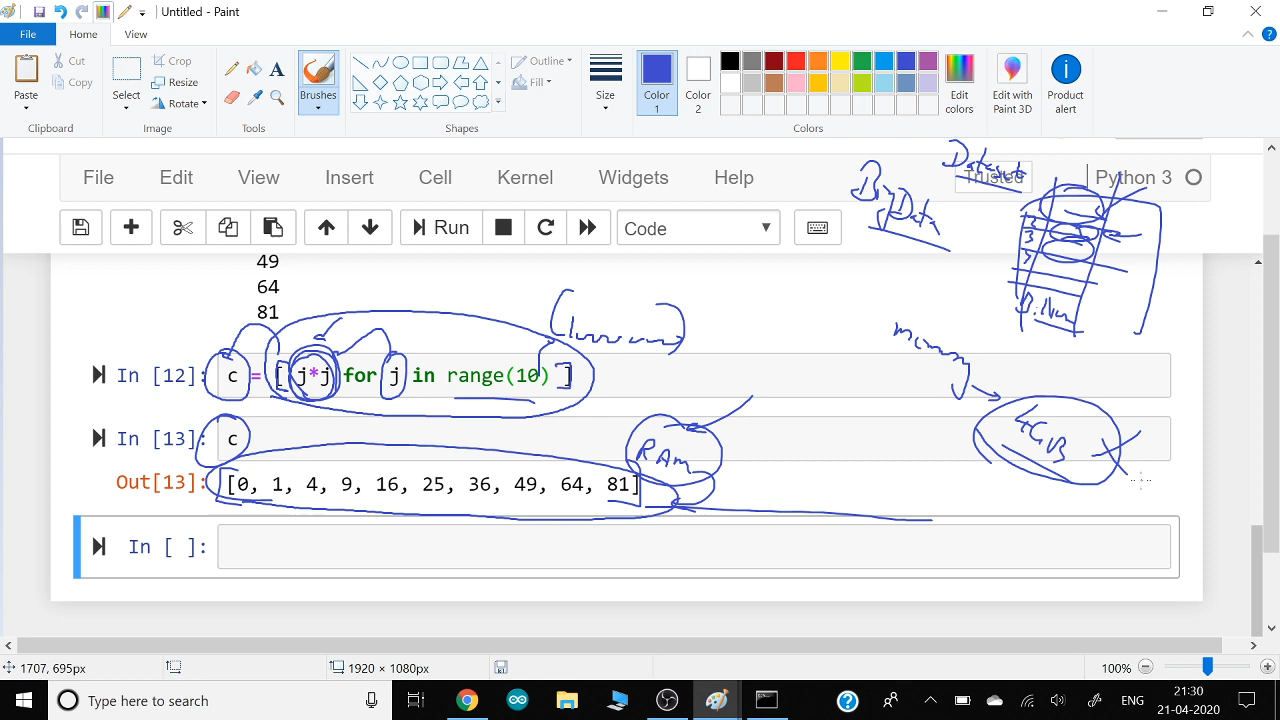 Untitled - Paint
File Home View
Paste
Cut
Copy
Clipboard
Select
Crop
Resize
Rotate
Image
A
Tools
Brushes
Outline
Fill
Shapes
Size
Color 1
Color 2
Edit colors
Colors
Edit with Paint 3D
Product alert
File Edit View Insert Cell Kernel Widgets Help Trusted Python 3
Run Code
Big Data
Dataset
49
64
81
memory
In [12]: c = [ j*j for j in range(10) ]
In [13]: c
4GB
RAM
Out[13]: [0, 1, 4, 9, 16, 25, 36, 49, 64, 81]
In [ ]:
1707, 695px 1920 × 1080px 100%
Type here to search
ENG
21:30
21-04-2020